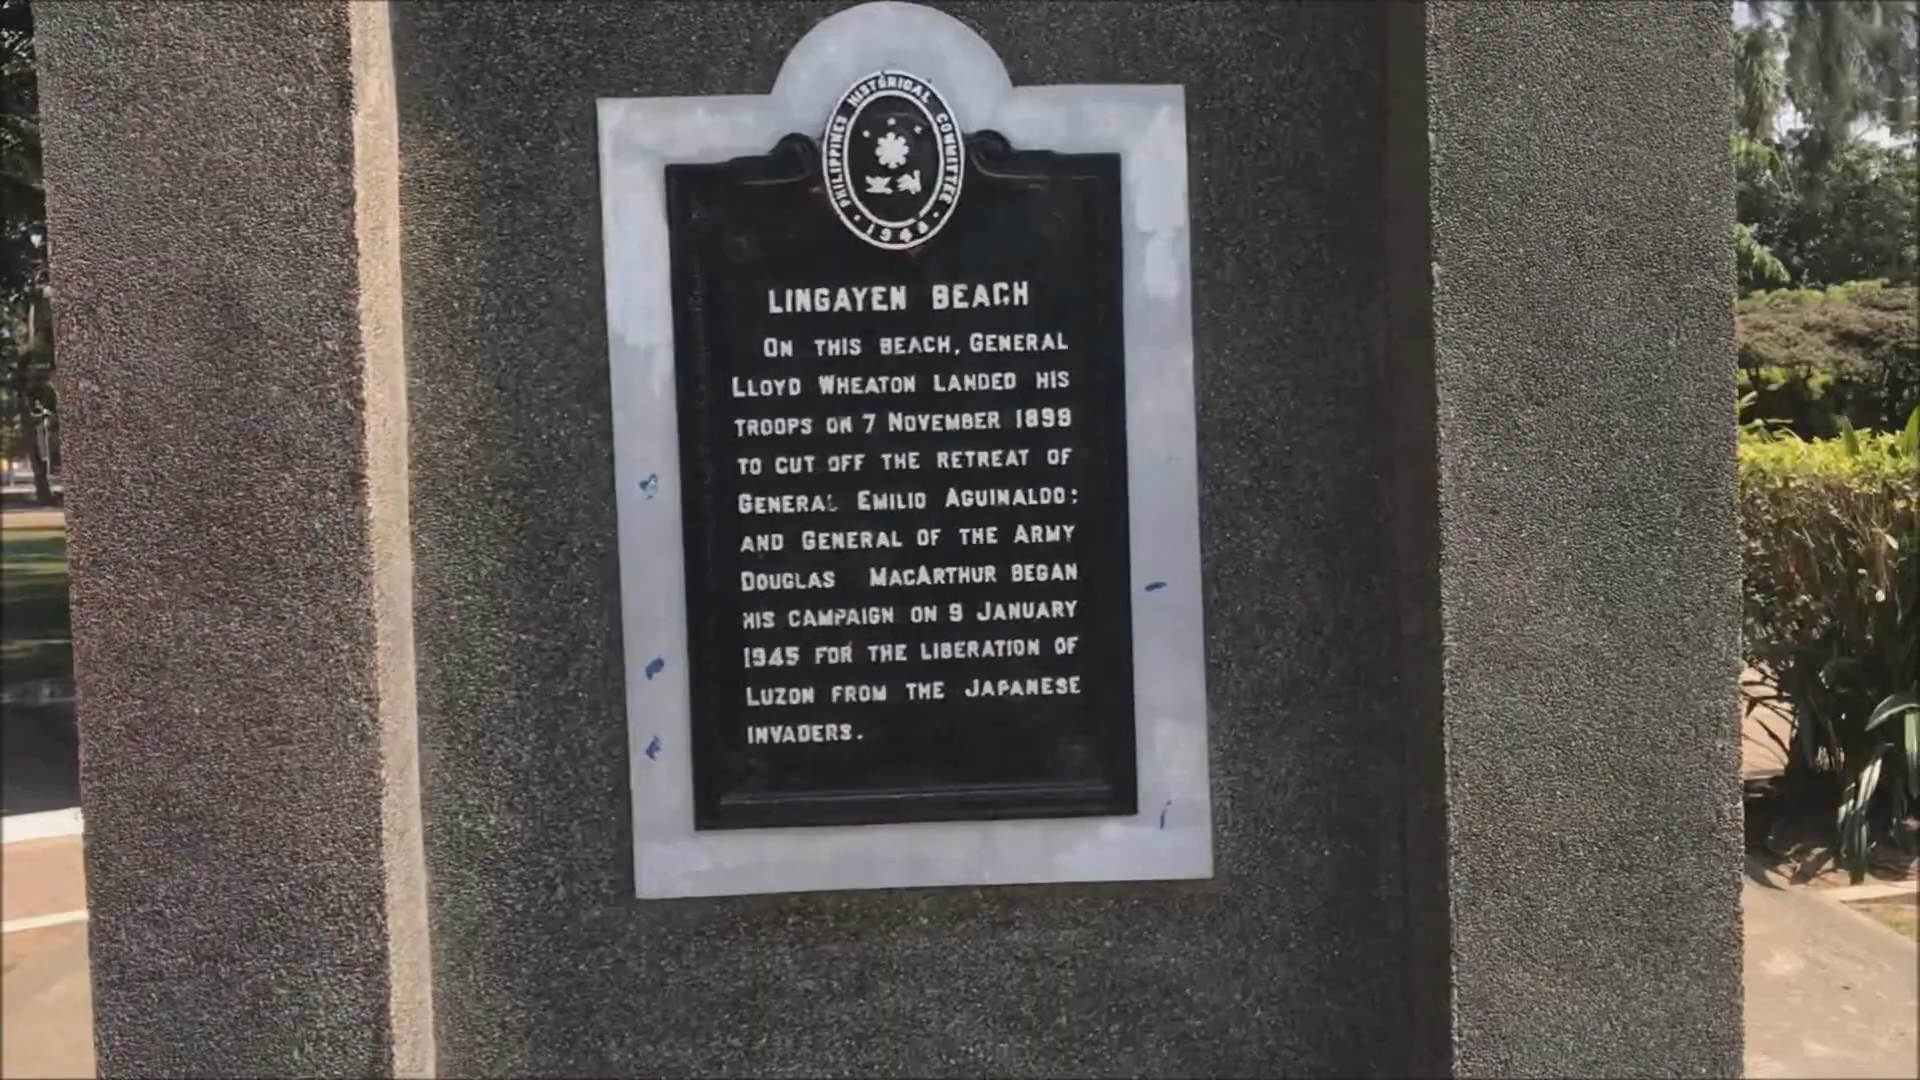 PHILIPPINES HISTORICAL COMMITTEE
1948
LINGAYEN BEACH
ON THIS BEACH, GENERAL
LLOYD WHEATON LANDED HIS
TROOPS ON 7 NOVEMBER 1899
TO CUT OFF THE RETREAT OF
GENERAL EMILIO AGUINALDO;
AND GENERAL OF THE ARMY
DOUGLAS MACARTHUR BEGAN
HIS CAMPAIGN ON 9 JANUARY
1945 FOR THE LIBERATION OF
LUZON FROM THE JAPANESE
INVADERS.